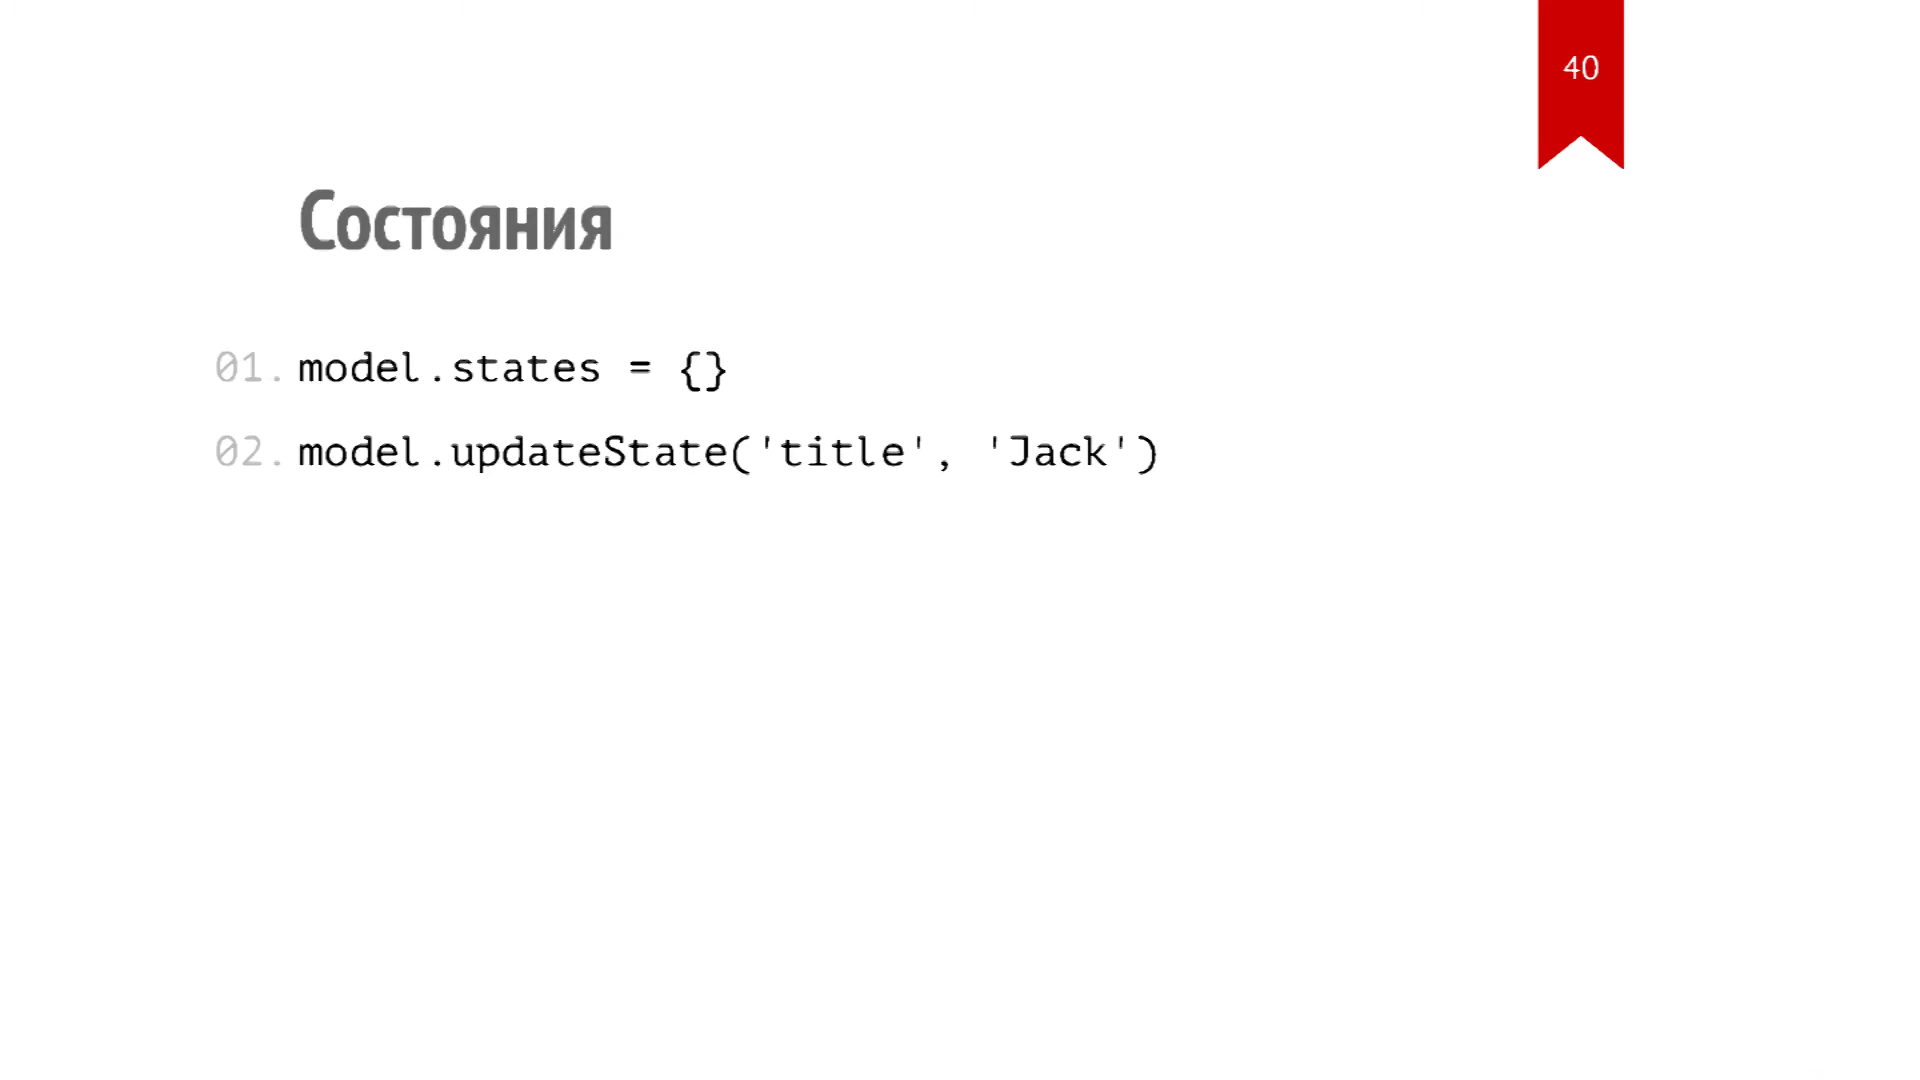 40
Состояния
01. model.states = {}
02. model.updateState('title', 'Jack')